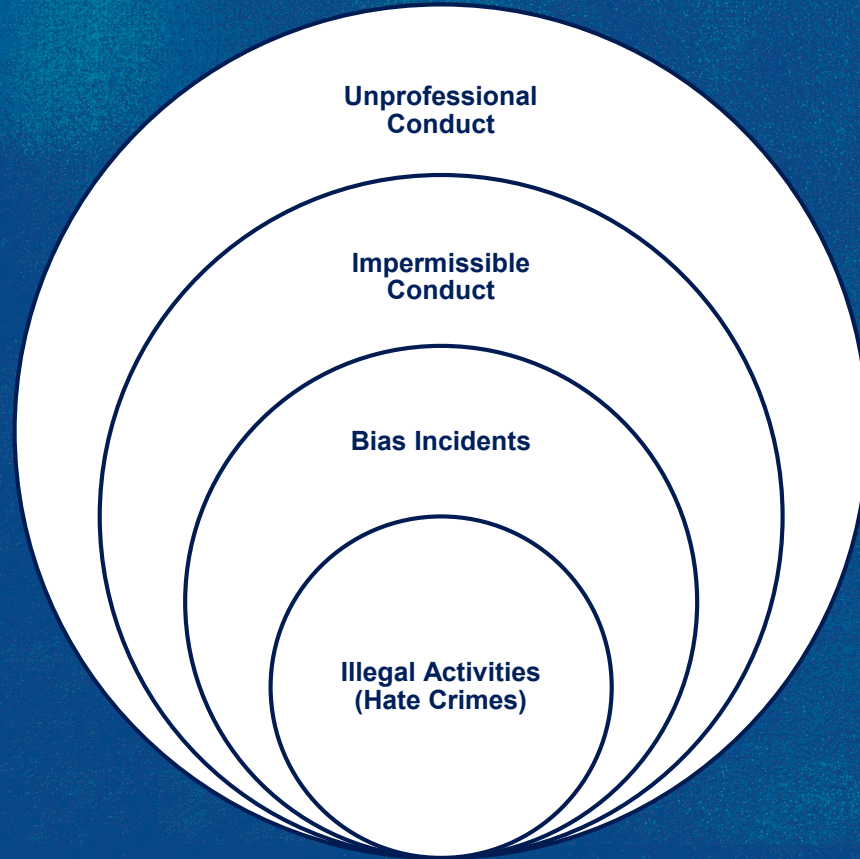 Unprofessional
Conduct
Impermissible
Conduct
Bias Incidents
Illegal Activities
(Hate Crimes)